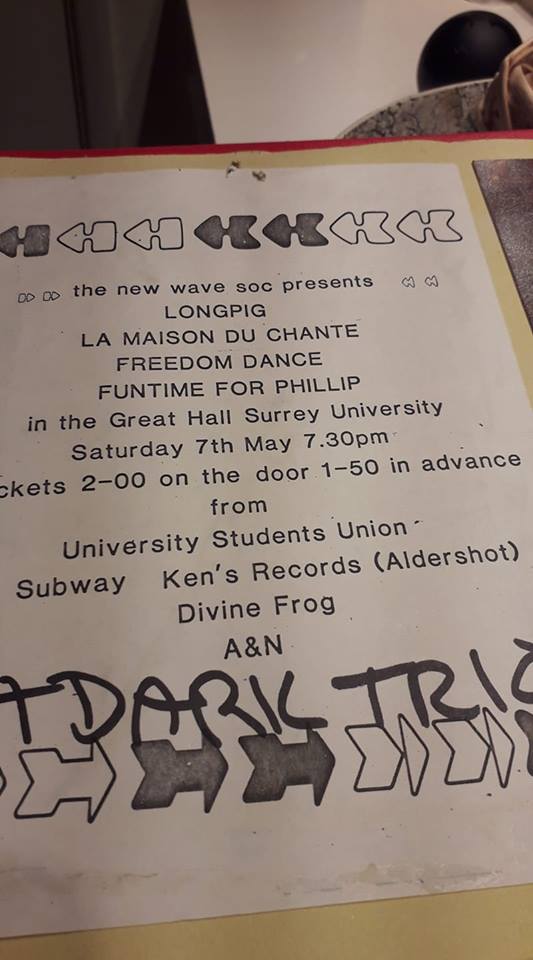 the new wave soc presents
LONGPIG
LA MAISON DU CHANTE
FREEDOM DANCE
FUNTIME FOR PHILLIP
in the Great Hall Surrey University
Saturday 7th May 7.30pm
ckets 2-00 on the door 1-50 in advance
from
University Students Union
Subway Ken's Records (Aldershot)
Divine Frog
A&N
DARK TRI